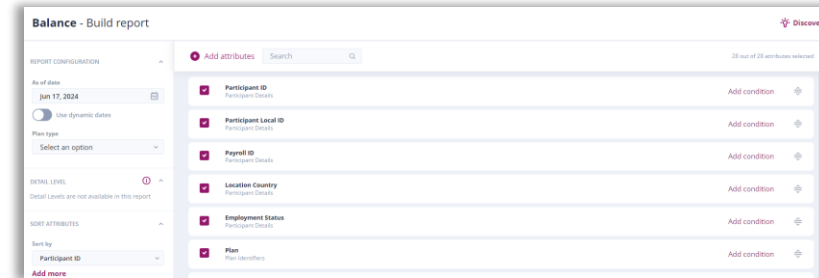 Balance - Build report
Discove
REPORT CONFIGURATION
As of date
Jun 17, 2024
Use dynamic dates
Plan type
Select an option
DETAIL LEVEL
Detail Levels are not available in this report
SORT ATTRIBUTES
Sort by
Participant ID
Add more
Add attributes
Search
28 out of 28 attributes selected
Participant ID
Participant Details
Add condition
Participant Local ID
Participant Details
Add condition
Payroll ID
Participant Details
Add condition
Location Country
Participant Details
Add condition
Employment Status
Participant Details
Add condition
Plan
Plan Identifiers
Add condition